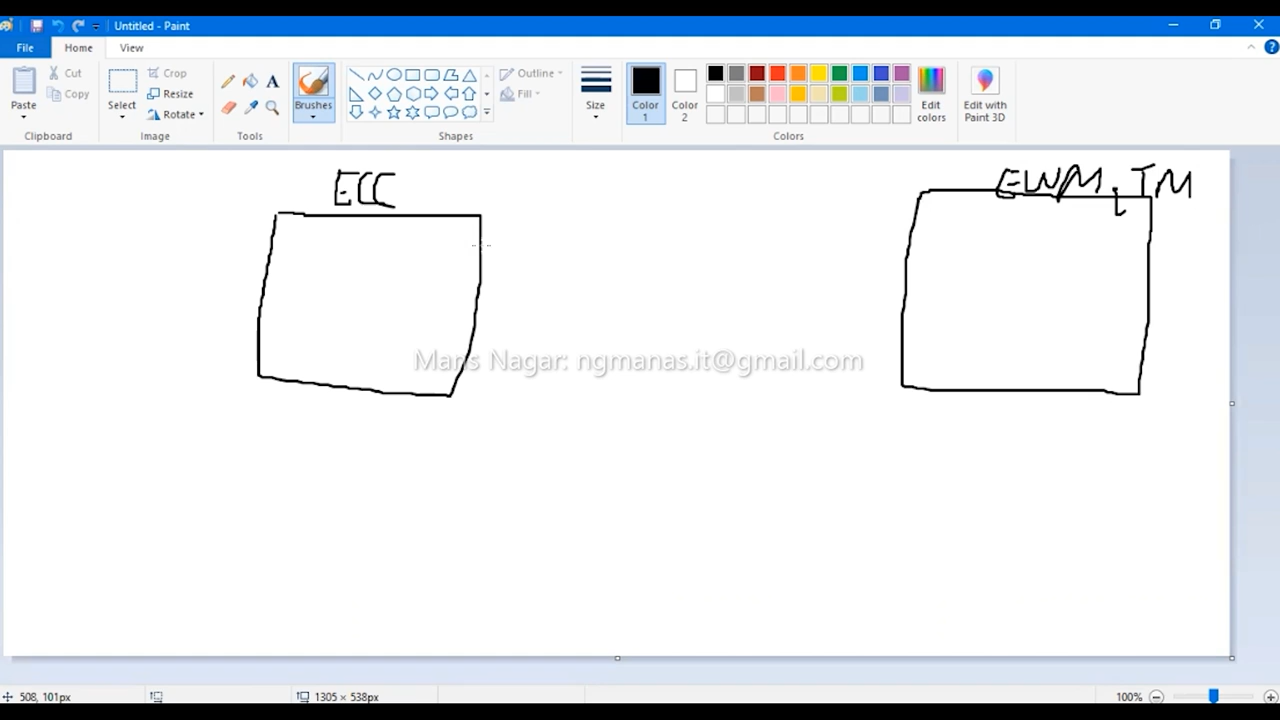 Untitled - Paint
File Home View
Paste
Cut
Copy
Clipboard
Select
Crop
Resize
Rotate
Image
Tools
Brushes
Shapes
Outline
Fill
Size
Color 1
Color 2
Edit colors
Colors
Edit with Paint 3D
ECC
EWM, TM
Mans Nagar: ngmanas.it@gmail.com
508, 101px
1305 × 538px
100%